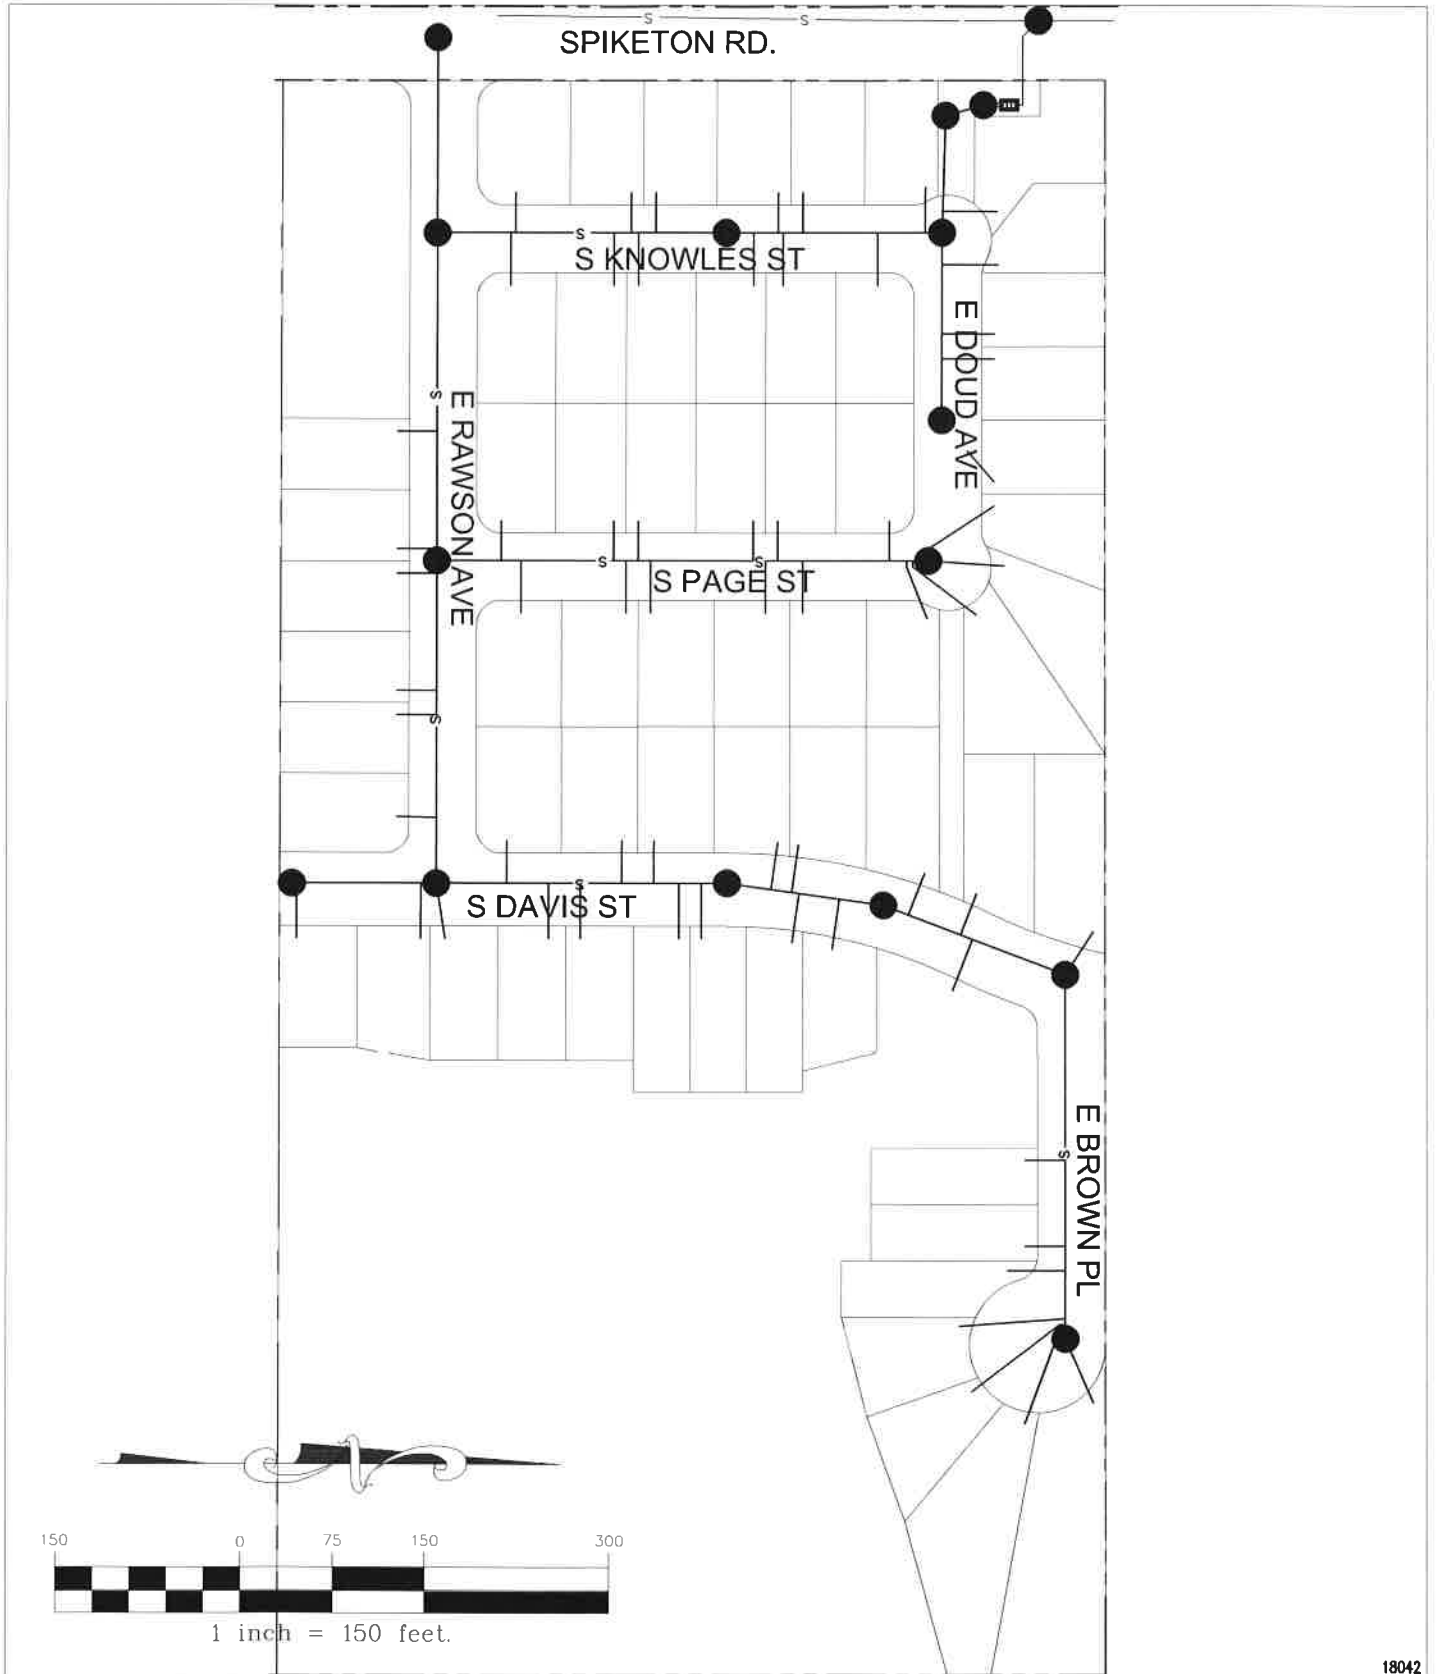 S S
SPIKETON RD.
S
S KNOWLES ST
E DOUD AVE
S
E RAWSON AVE
S S
S PAGE ST
S
S
S DAVIS ST
S
E BROWN PL
N
150 0 75 150 300
1 inch = 150 feet.
18042